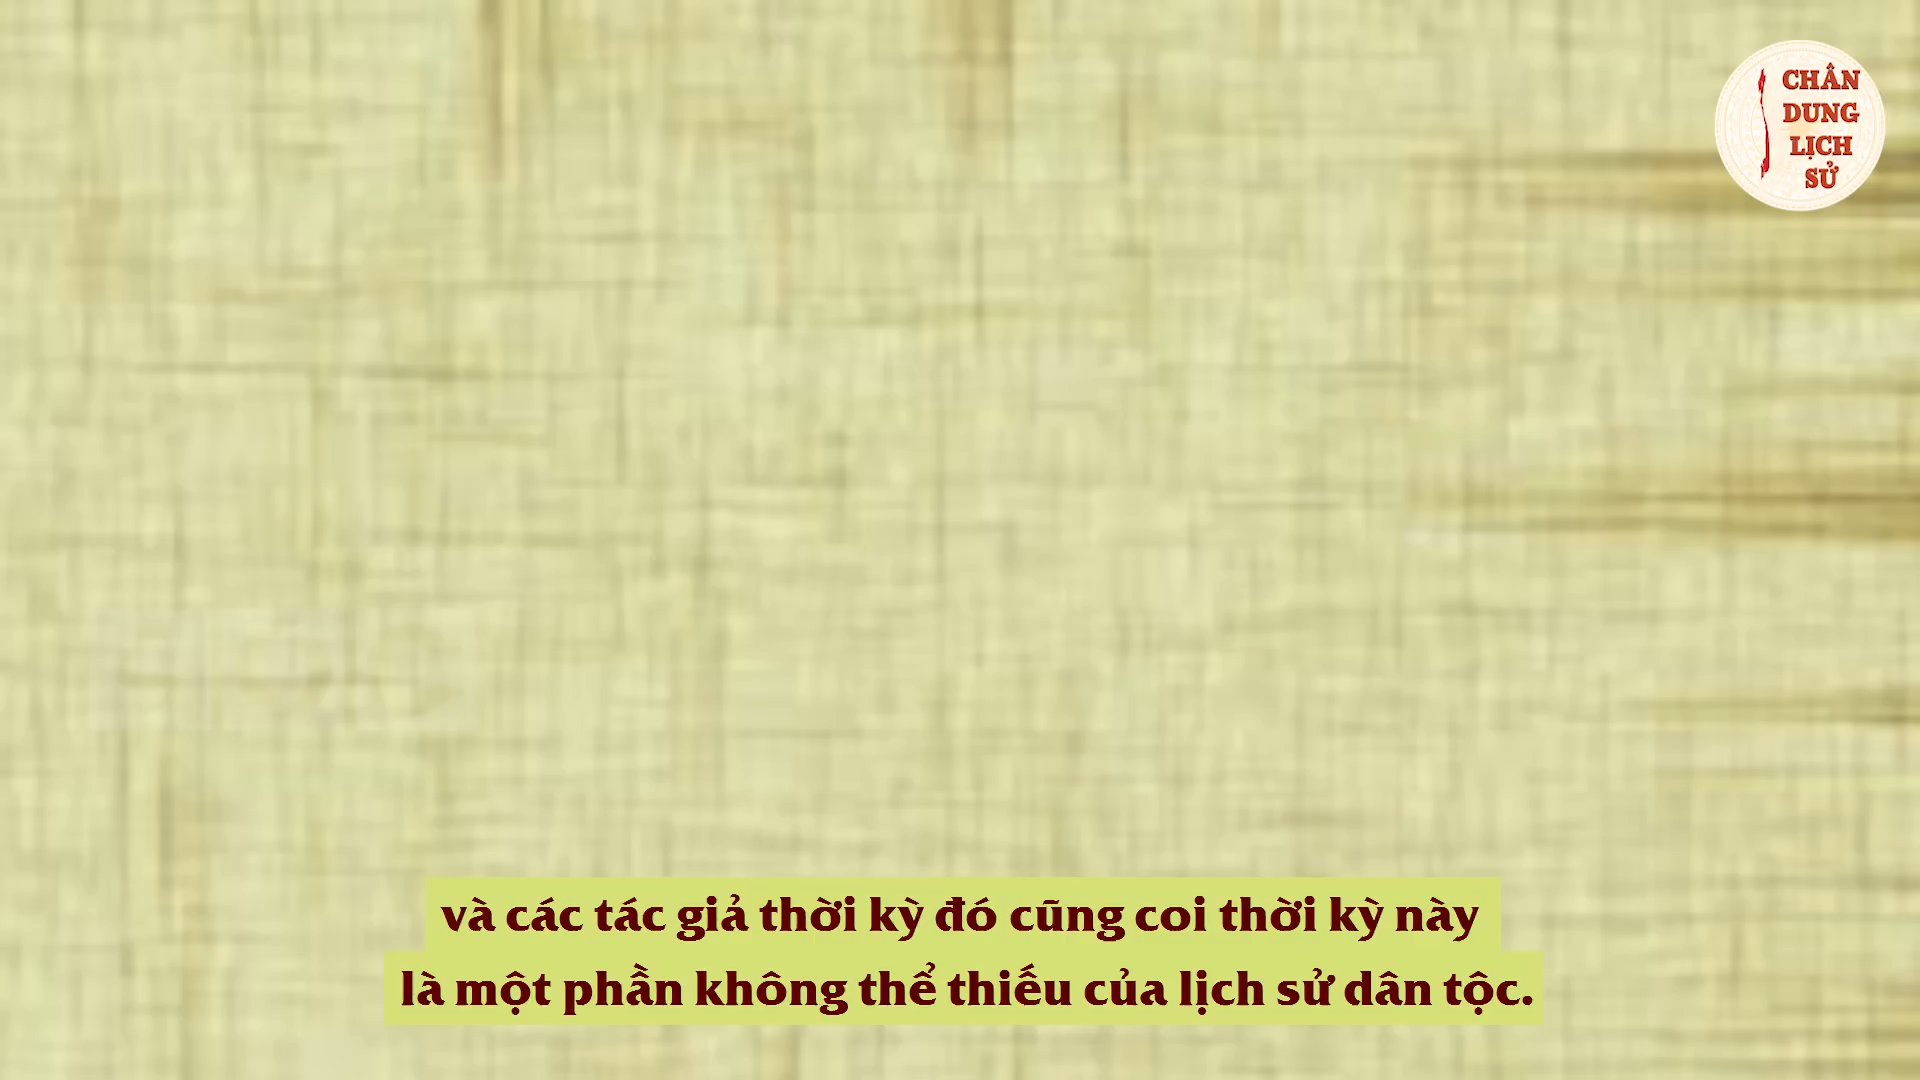 CHÂN
DUNG
LỊCH
SỬ
và các tác giả thời kỳ đó cũng coi thời kỳ này
là một phần không thể thiếu của lịch sử dân tộc.